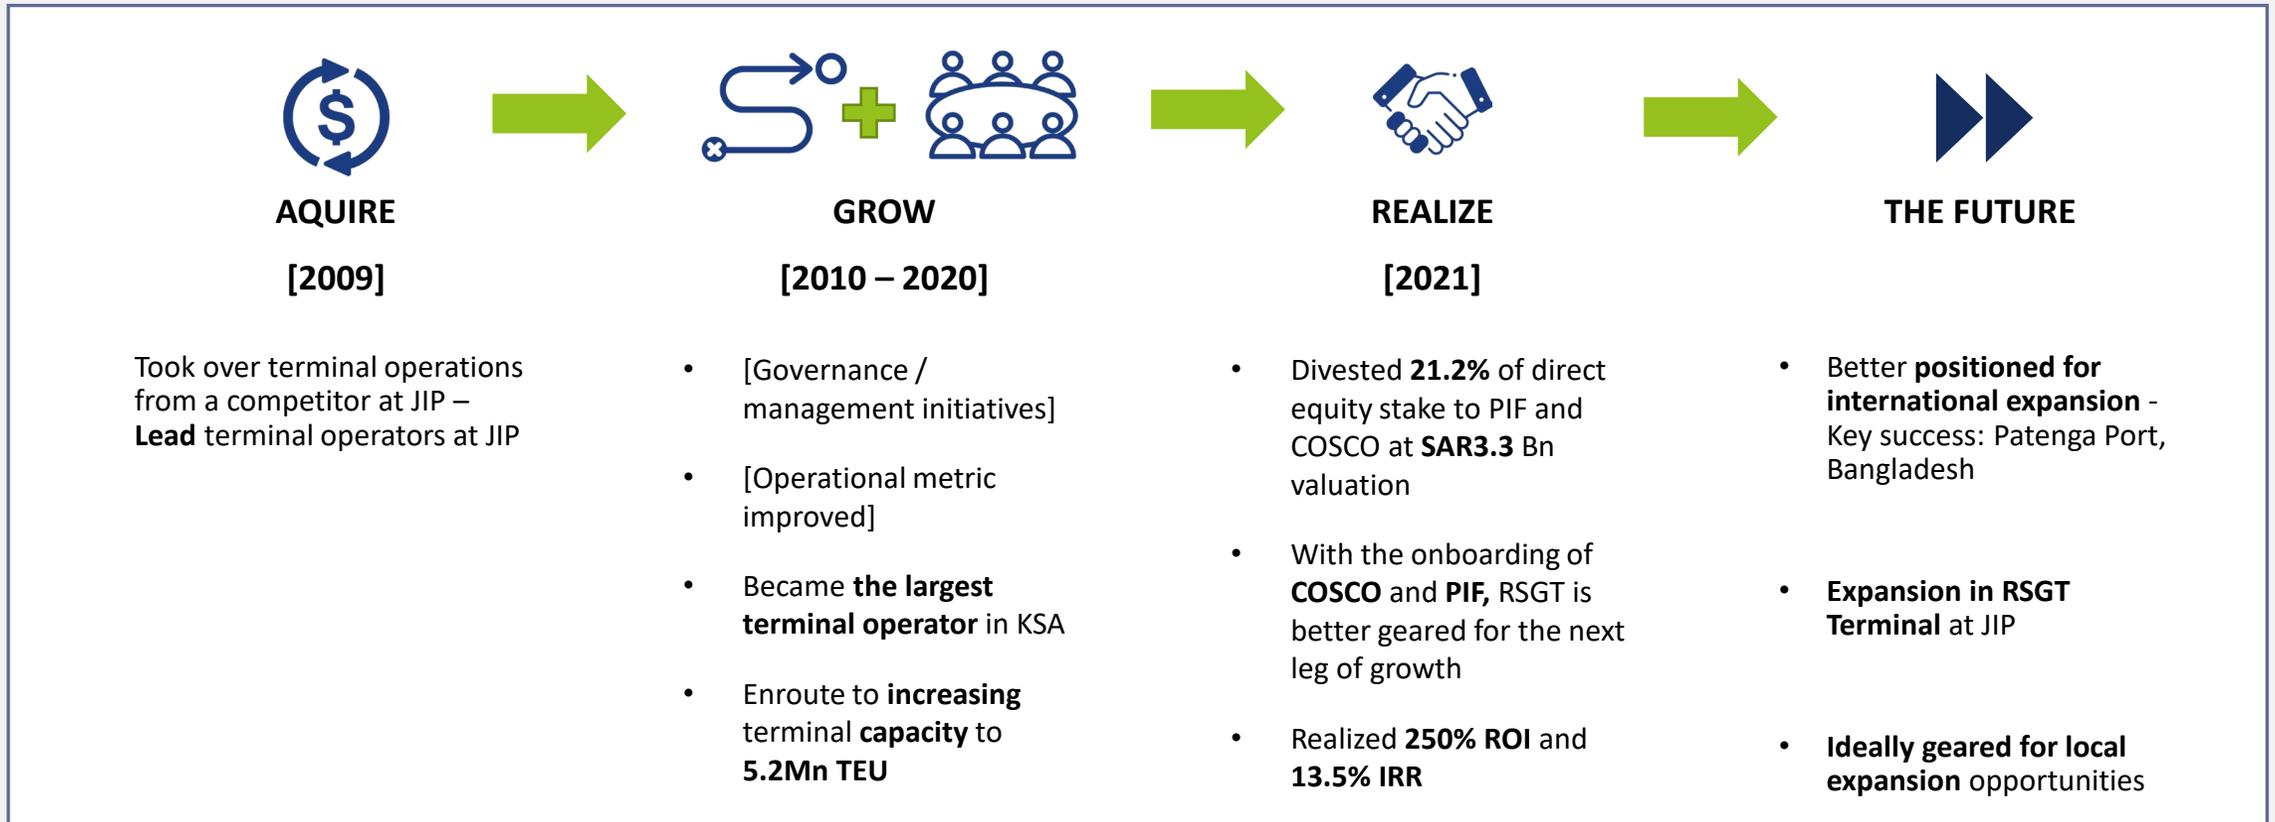 AQUIRE
[2009]
Took over terminal operations
from a competitor at JIP –
Lead terminal operators at JIP
GROW
[2010 – 2020]
• [Governance /
management initiatives]
• [Operational metric
improved]
• Became the largest
terminal operator in KSA
• Enroute to increasing
terminal capacity to
5.2Mn TEU
REALIZE
[2021]
• Divested 21.2% of direct
equity stake to PIF and
COSCO at SAR3.3 Bn
valuation
• With the onboarding of
COSCO and PIF, RSGT is
better geared for the next
leg of growth
• Realized 250% ROI and
13.5% IRR
THE FUTURE
• Better positioned for
international expansion -
Key success: Patenga Port,
Bangladesh
• Expansion in RSGT
Terminal at JIP
• Ideally geared for local
expansion opportunities